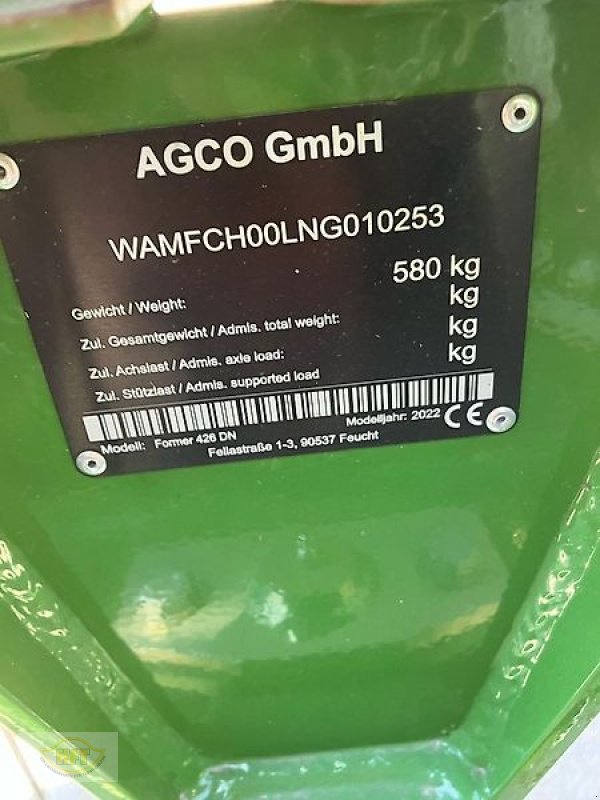 AGCO GmbH
WAMFCH00LNG010253
Gewicht / Weight: 580 kg
Zul. Gesamtgewicht / Admis. total weight: kg
Zul. Achslast / Admis. axle load: kg
Zul. Stützlast / Admis. supported load kg
Modell: Former 426 DN Modelljahr: 2022 CE
Fellastraße 1-3, 90537 Feucht